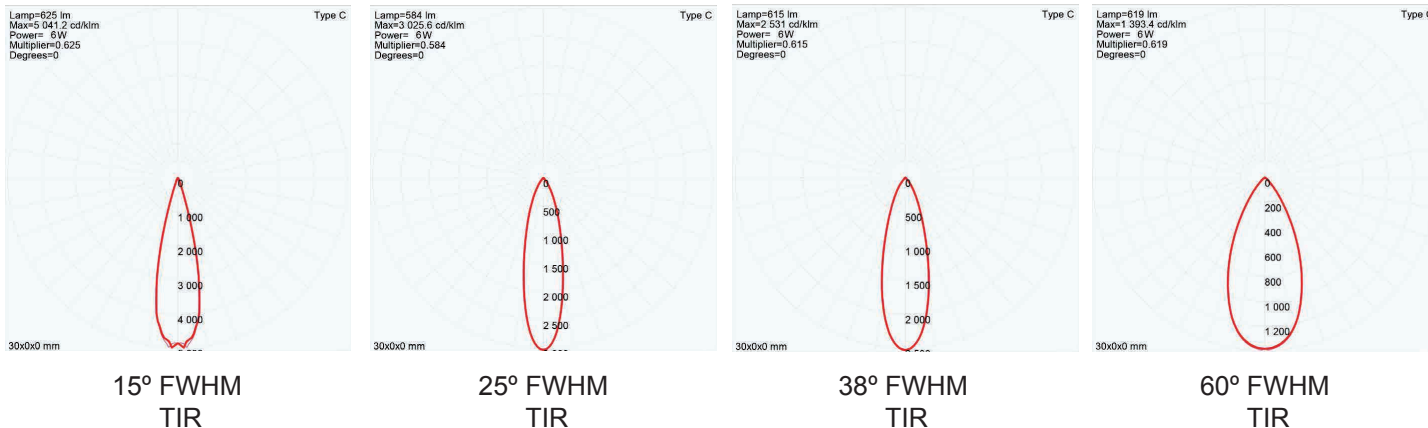 Lamp=625 lm
Type C
Max=5 041.2 cd/klm
Power= 6W
Multiplier=0.625
Degrees=0
0
1 000
2 000
3 000
4 000
30x0x0 mm
15º FWHM
TIR
Lamp=584 lm
Type C
Max=3 025.6 cd/klm
Power= 6W
Multiplier=0.584
Degrees=0
0
500
1 000
1 500
2 000
2 500
30x0x0 mm
25º FWHM
TIR
Lamp=615 lm
Type C
Max=2 531 cd/klm
Power= 6W
Multiplier=0.615
Degrees=0
0
500
1 000
1 500
2 000
30x0x0 mm
38º FWHM
TIR
Lamp=619 lm
Type C
Max=1 393.4 cd/klm
Power= 6W
Multiplier=0.619
Degrees=0
0
200
400
600
800
1 000
1 200
30x0x0 mm
60º FWHM
TIR